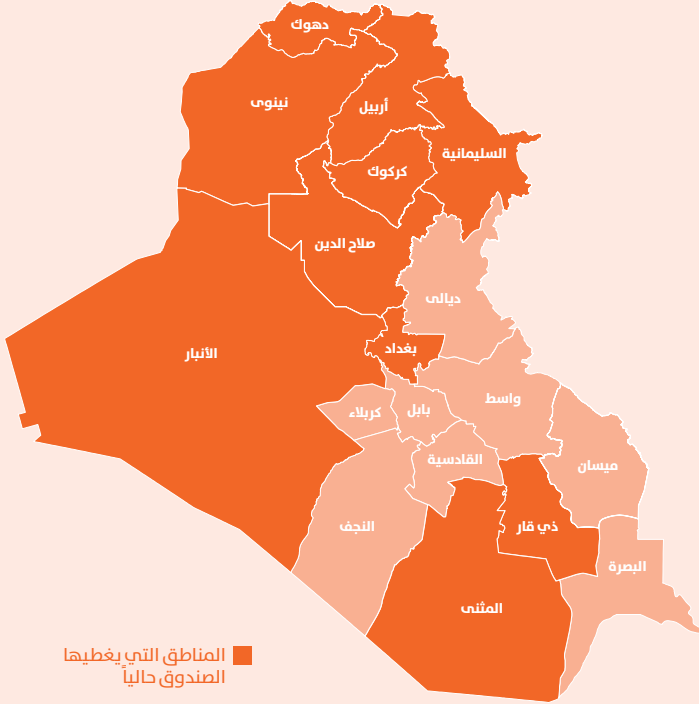 دهوك
نينوى
أربيل
السليمانية
كركوك
صلاح الدين
ديالى
بغداد
الأنبار
واسط
بابل
كربلاء
القادسية
ميسان
النجف
ذي قار
البصرة
المثنى
المناطق التي يغطيها
الصندوق حالياً